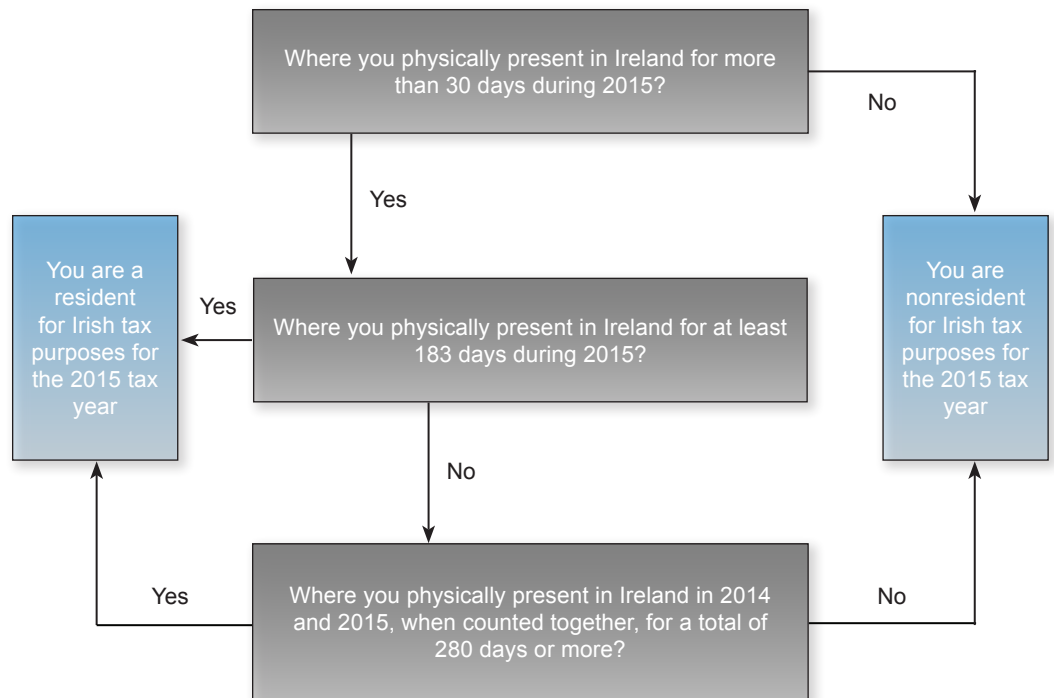 Where you physically present in Ireland for more
than 30 days during 2015?
No
Yes
You are a
resident
for Irish tax
purposes for
the 2015 tax
year
Yes
Where you physically present in Ireland for at least
183 days during 2015?
You are
nonresident
for Irish tax
purposes for
the 2015 tax
year
No
Yes
Where you physically present in Ireland in 2014
and 2015, when counted together, for a total of
280 days or more?
No